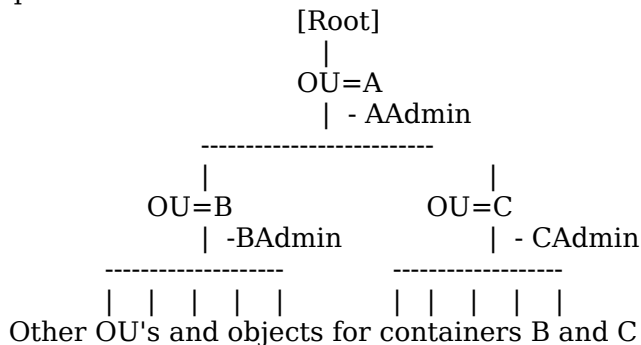 [Root]
|
OU=A
| - AAdmin
--------------------------
| |
OU=B OU=C
| -BAdmin | - CAdmin
-------------------- -------------------
| | | | | | | | | |
Other OU's and objects for containers B and C